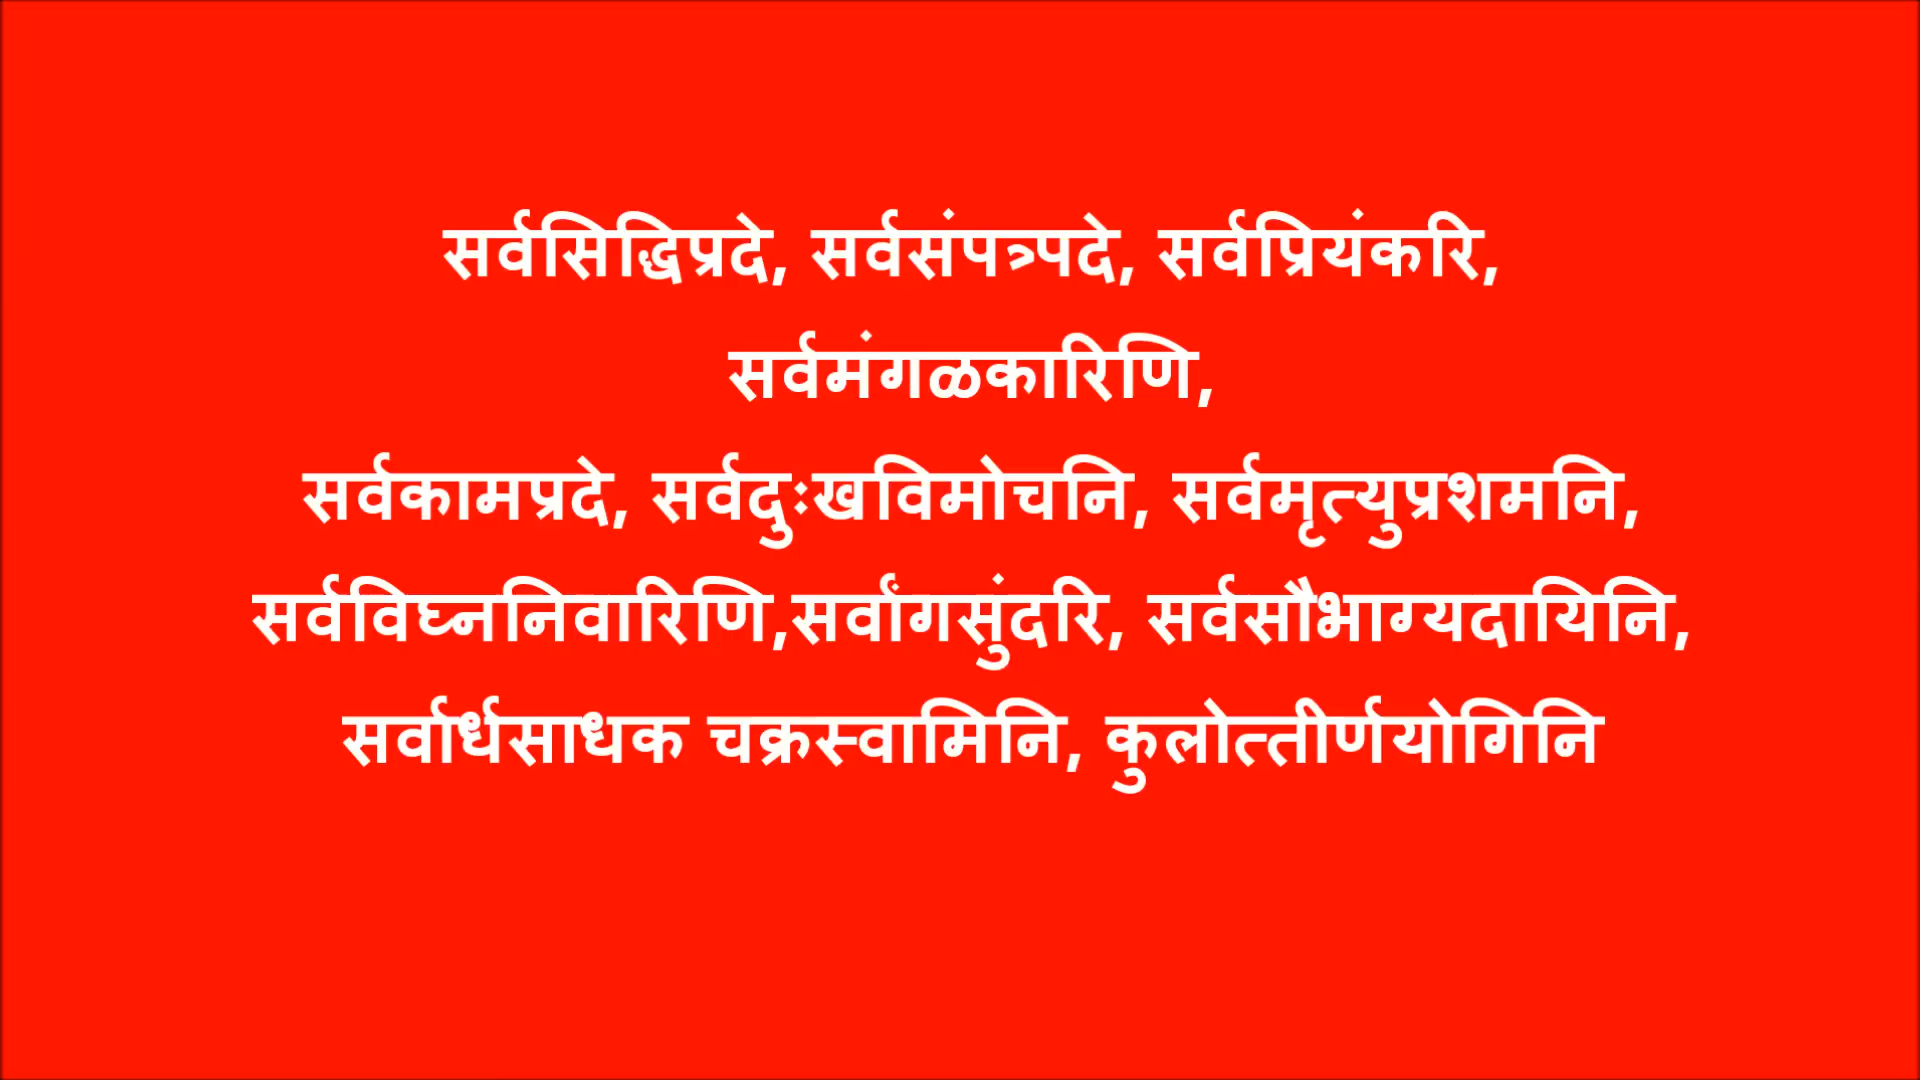 सर्वसिद्धिप्रदे, सर्वसंपत्र्पदे, सर्वप्रियंकरि,
सर्वमंगळकारिणि,
सर्वकामप्रदे, सर्वदुःखविमोचनि, सर्वमृत्युप्रशमनि,
सर्वविघ्ननिवारिणि,सर्वांगसुंदरि, सर्वसौभाग्यदायिनि,
सर्वार्धसाधक चक्रस्वामिनि, कुलोत्तीर्णयोगिनि